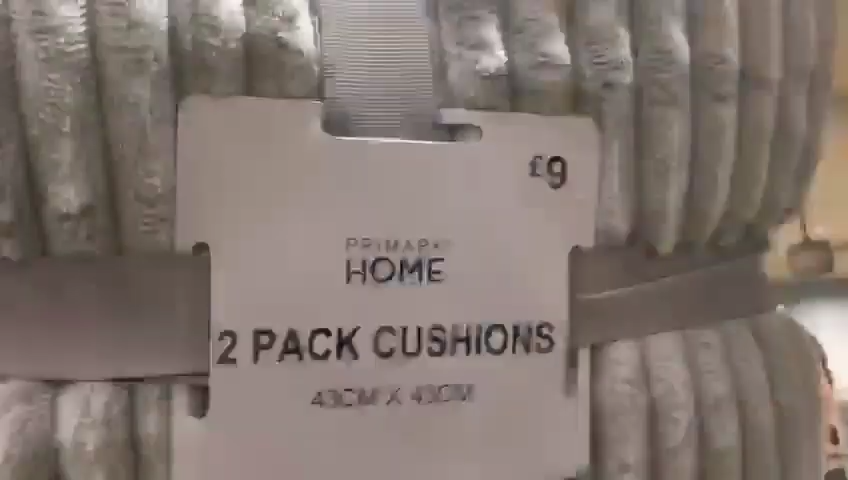 £9
PRIMARK
HOME
2 PACK CUSHIONS
43CM X 43CM